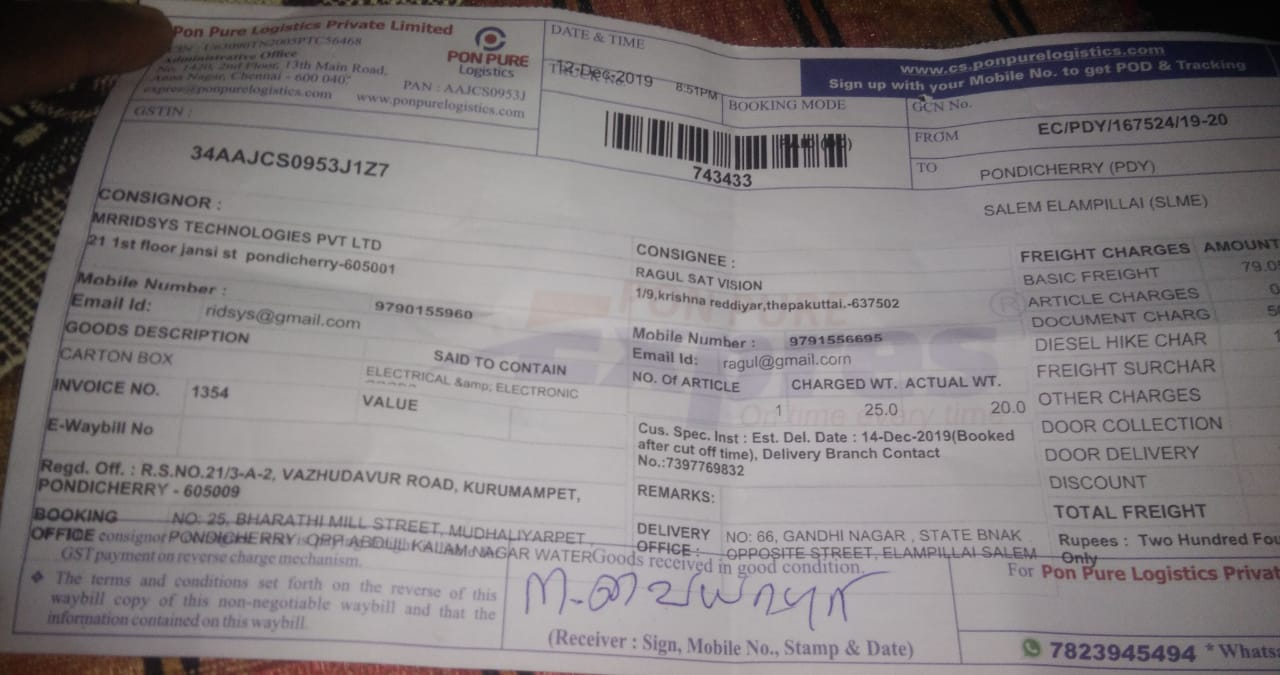 Pon Pure Logistics Private Limited
Administrative Office
No. 1420, 2nd Floor, 13th Main Road,
Anna Nagar, Chennai - 600 040.
PAN : AAJCS0953J
expres@ponpurelogistics.com www.ponpurelogistics.com
PON PURE
Logistics
DATE & TIME
12-Dec-2019 8:51PM
BOOKING MODE
www.cs.ponpurelogistics.com
Sign up with your Mobile No. to get POD & Tracking
GCN No.
EC/PDY/167524/19-20
FROM
PONDICHERRY (PDY)
TO
SALEM ELAMPILLAI (SLME)
743433
GSTIN :
34AAJCS0953J1Z7
CONSIGNOR :
MRRIDSYS TECHNOLOGIES PVT LTD
21 1st floor jansi st pondicherry-605001
Mobile Number : 9790155960
Email Id: ridsys@gmail.com
CONSIGNEE :
RAGUL SAT VISION
1/9,krishna reddiyar,thepakuttai.-637502
Mobile Number : 9791556695
Email Id: ragul@gmail.com
GOODS DESCRIPTION SAID TO CONTAIN
CARTON BOX ELECTRICAL &amp; ELECTRONIC
INVOICE NO. 1354 VALUE
E-Waybill No
NO. Of ARTICLE CHARGED WT. ACTUAL WT.
1 25.0 20.0
Cus. Spec. Inst : Est. Del. Date : 14-Dec-2019(Booked
after cut off time), Delivery Branch Contact
No.:7397769832
REMARKS:
FREIGHT CHARGES AMOUNT
BASIC FREIGHT
ARTICLE CHARGES
DOCUMENT CHARG
DIESEL HIKE CHAR
FREIGHT SURCHAR
OTHER CHARGES
DOOR COLLECTION
DOOR DELIVERY
DISCOUNT
TOTAL FREIGHT
Rupees : Two Hundred
Only
Regd. Off. : R.S.NO.21/3-A-2, VAZHUDAVUR ROAD, KURUMAMPET,
PONDICHERRY - 605009
BOOKING NO: 25, BHARATHI MILL STREET, MUDHALIYARPET
OFFICE PONDICHERRY OPP ABDUL KALAM NAGAR WATER
consignor
GST payment on reverse charge mechanism.
DELIVERY NO: 66, GANDHI NAGAR , STATE BNAK
OFFICE : OPPOSITE STREET, ELAMPILLAI SALEM
Goods received in good condition.
The terms and conditions set forth on the reverse of this
waybill copy of this non-negotiable waybill and that the
information contained on this waybill.
(Receiver : Sign, Mobile No., Stamp & Date)
For Pon Pure Logistics Privat
7823945494 * Whats
PON PURE
Expres
On time every time